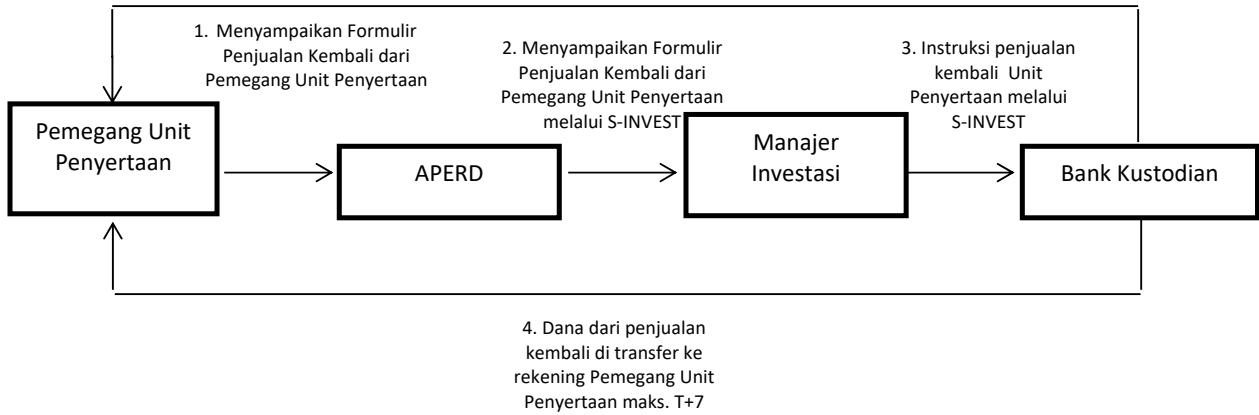 1. Menyampaikan Formulir
Penjualan Kembali dari
Pemegang Unit Penyertaan
2. Menyampaikan Formulir
Penjualan Kembali dari
Pemegang Unit Penyertaan
melalui S-INVEST
3. Instruksi penjualan
kembali Unit
Penyertaan melalui
S-INVEST
Pemegang Unit
Penyertaan
APERD
Manajer
Investasi
Bank Kustodian
4. Dana dari penjualan
kembali di transfer ke
rekening Pemegang Unit
Penyertaan maks. T+7